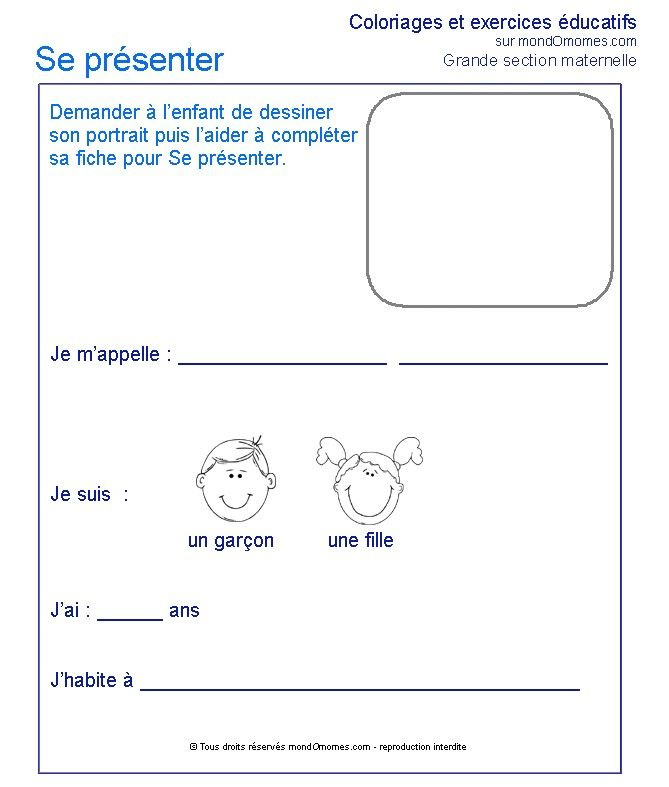 Coloriages et exercices éducatifs
sur mondOmomes.com
Se présenter
Grande section maternelle
Demander à l'enfant de dessiner
son portrait puis l'aider à compléter
sa fiche pour Se présenter.
Je m'appelle : ____________________ ____________________
Je suis :
un garçon une fille
J'ai : ______ ans
J'habite à ________________________________________
© Tous droits réservés mondOmomes.com - reproduction interdite